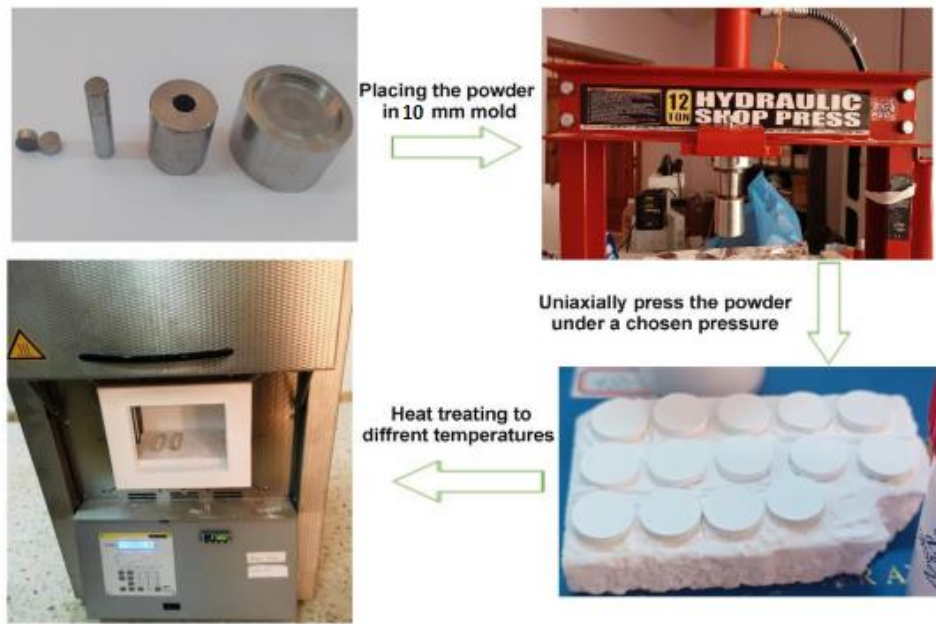 Placing the powder
in 10 mm mold
12
TON
HYDRAULIC
SHOP PRESS
Uniaxially press the powder
under a chosen pressure
Heat treating to
diffrent temperatures